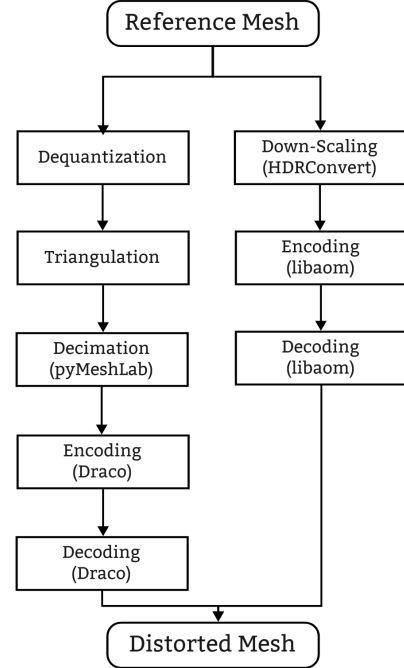 Reference Mesh
Dequantization
Triangulation
Decimation
(pyMeshLab)
Encoding
(Draco)
Decoding
(Draco)
Down-Scaling
(HDRConvert)
Encoding
(libaom)
Decoding
(libaom)
Distorted Mesh